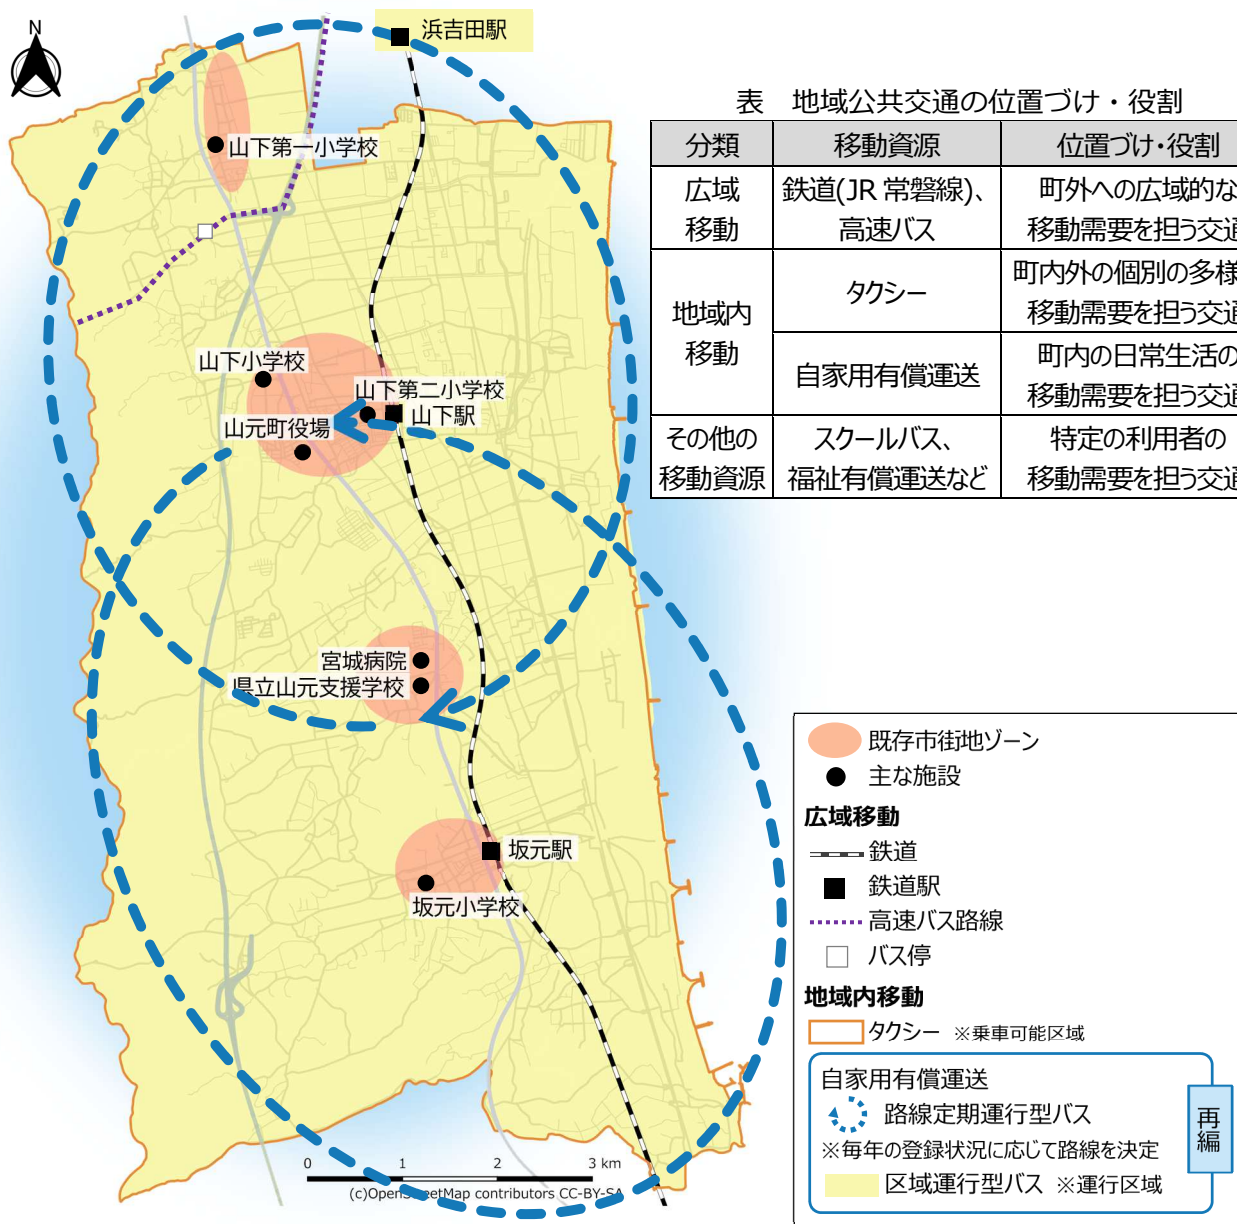 N
浜吉田駅
山下第一小学校
山下小学校
山下第二小学校
山下駅
山元町役場
宮城病院
県立山元支援学校
坂元駅
坂元小学校
0 1 2 3 km
(c)OpenStreetMap contributors CC-BY-SA
表 地域公共交通の位置づけ・役割
分類 移動資源 位置づけ・役割
広域
移動
鉄道(JR 常磐線)、
高速バス
町外への広域的な
移動需要を担う交通
地域内
移動
タクシー
町内外の個別の多様
移動需要を担う交通
自家用有償運送
町内の日常生活の
移動需要を担う交通
その他の
移動資源
スクールバス、
福祉有償運送など
特定の利用者の
移動需要を担う交通
既存市街地ゾーン
主な施設
広域移動
鉄道
鉄道駅
高速バス路線
バス停
地域内移動
タクシー ※乗車可能区域
自家用有償運送
路線定期運行型バス
※毎年の登録状況に応じて路線を決定
区域運行型バス ※運行区域
再編